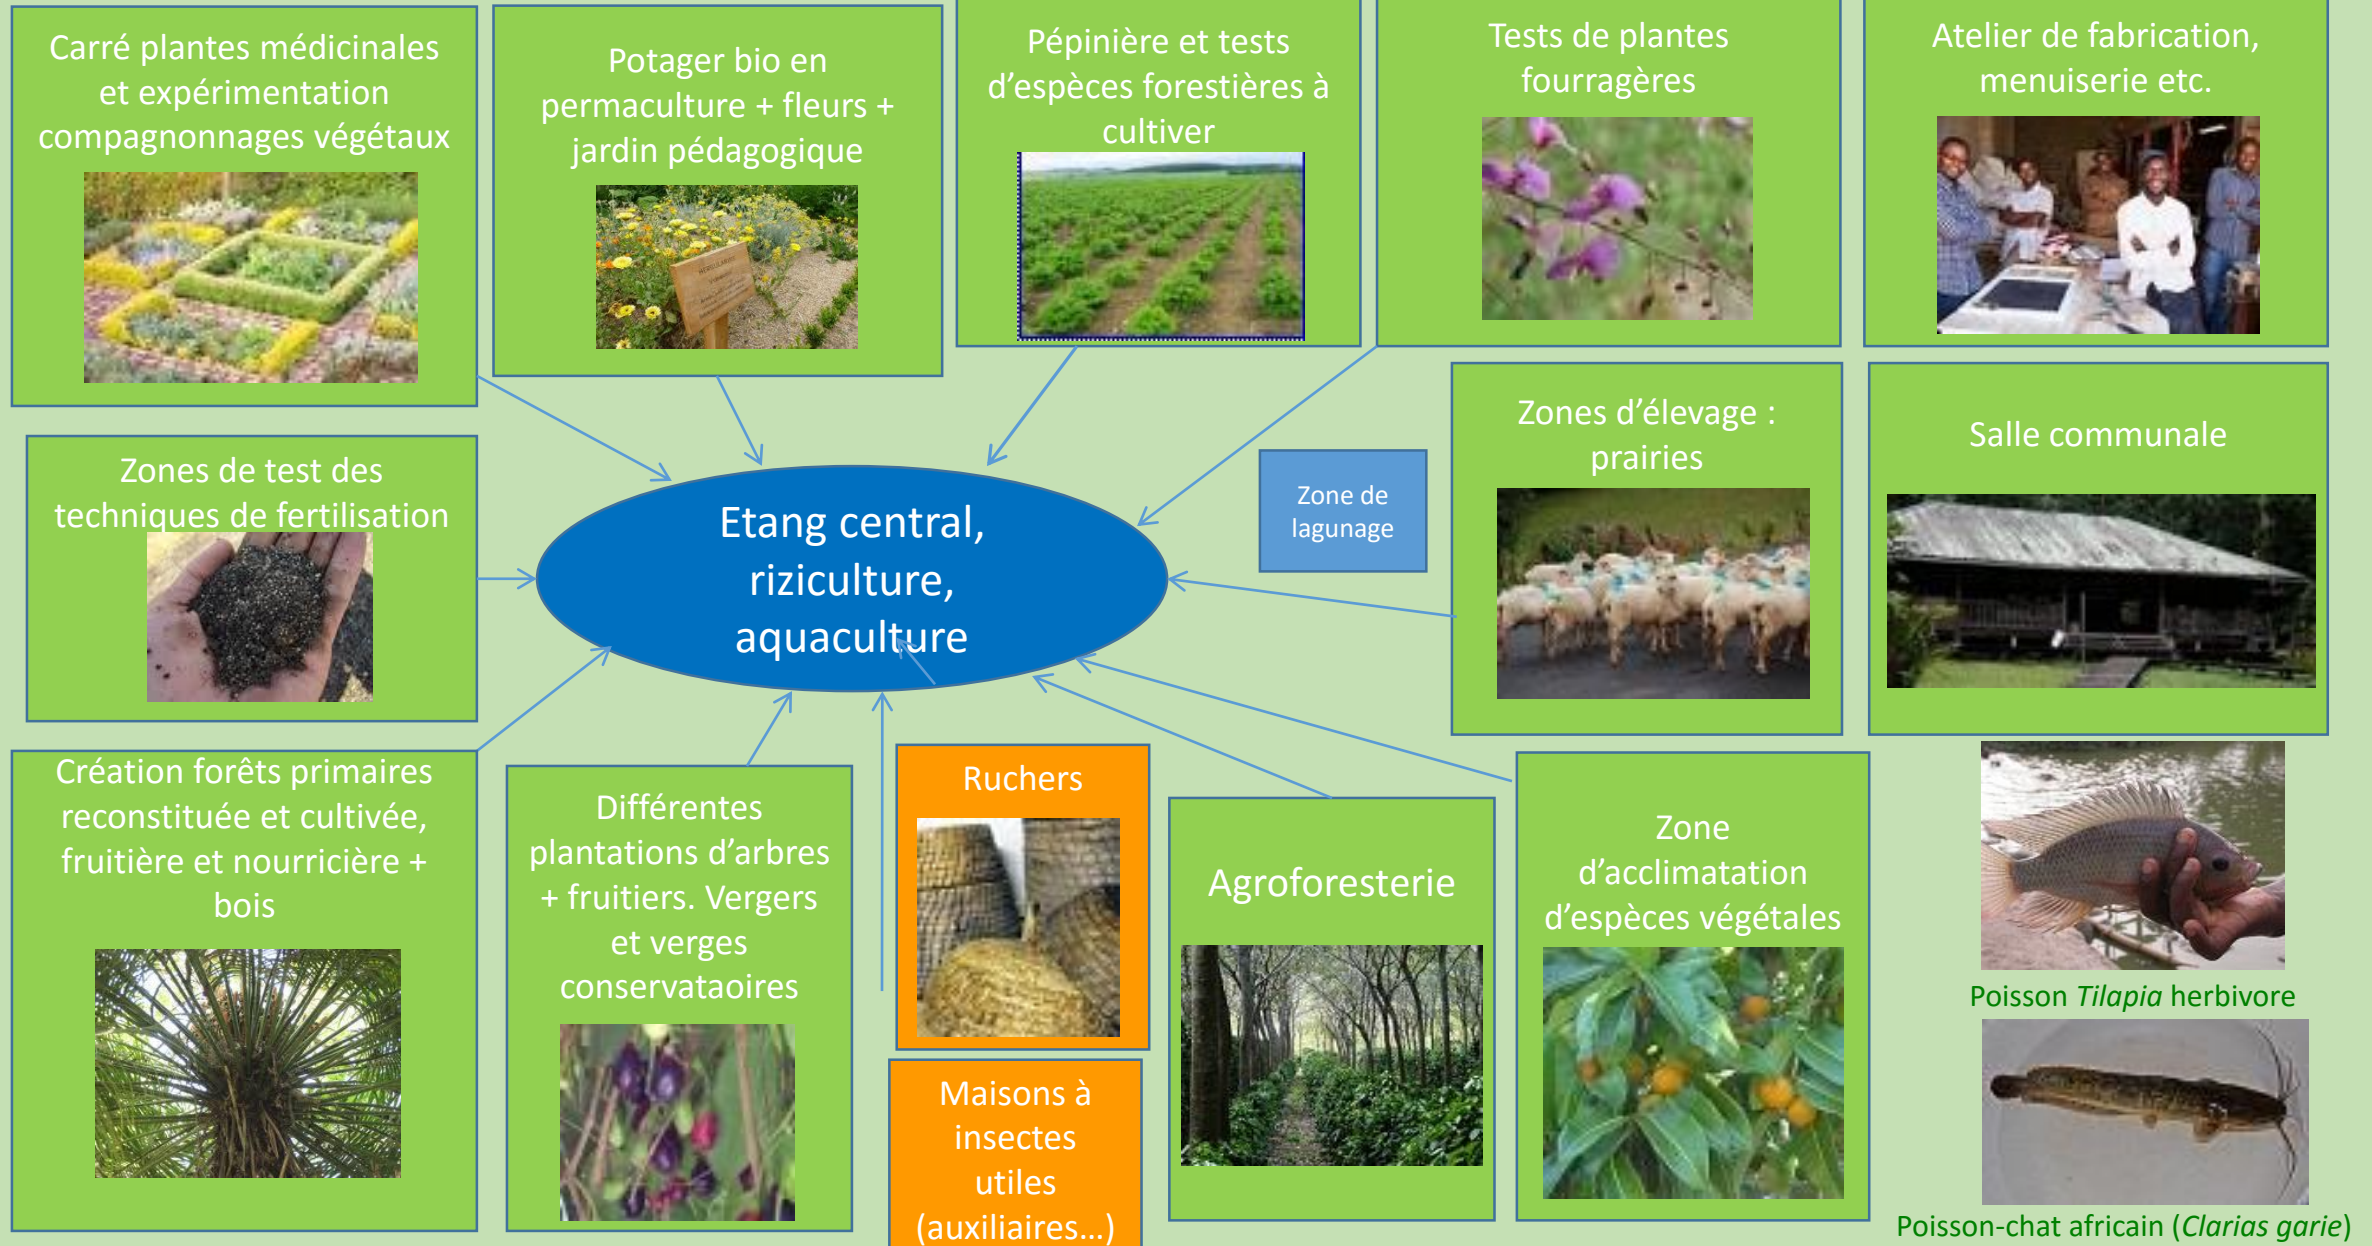 Carré plantes médicinales
et expérimentation
compagnonnages végétaux
Potager bio en
permaculture + fleurs +
jardin pédagogique
Pépinière et tests
d'espèces forestières à
cultiver
Tests de plantes
fourragères
Atelier de fabrication,
menuiserie etc.
Zones de test des
techniques de fertilisation
Etang central,
riziculture,
aquaculture
Zone de
lagunage
Zones d'élevage :
prairies
Salle communale
Création forêts primaires
reconstituée et cultivée,
fruitière et nourricière +
bois
Différentes
plantations d'arbres
+ fruitiers. Vergers
et verges
conservataoires
Ruchers
Maisons à
insectes
utiles
(auxiliaires...)
Agroforesterie
Zone
d'acclimatation
d'espèces végétales
Poisson Tilapia herbivore
Poisson-chat africain (Clarias garie)